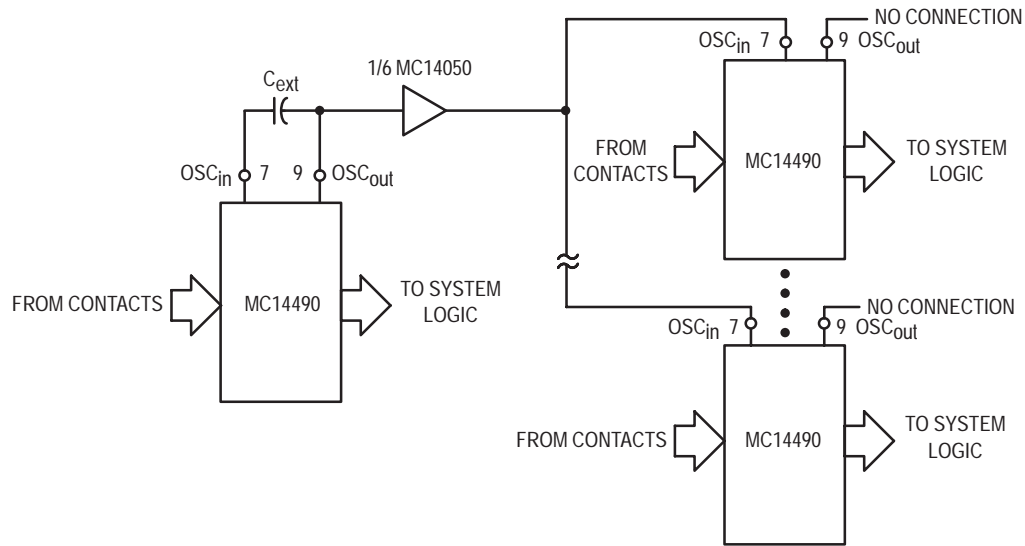 NO CONNECTION
OSCin 7 9 OSCout
1/6 MC14050
Cext
FROM
CONTACTS
MC14490
TO SYSTEM
LOGIC
OSCin 7 9 OSCout
FROM CONTACTS
MC14490
TO SYSTEM
LOGIC
NO CONNECTION
OSCin 7 9 OSCout
FROM CONTACTS
MC14490
TO SYSTEM
LOGIC